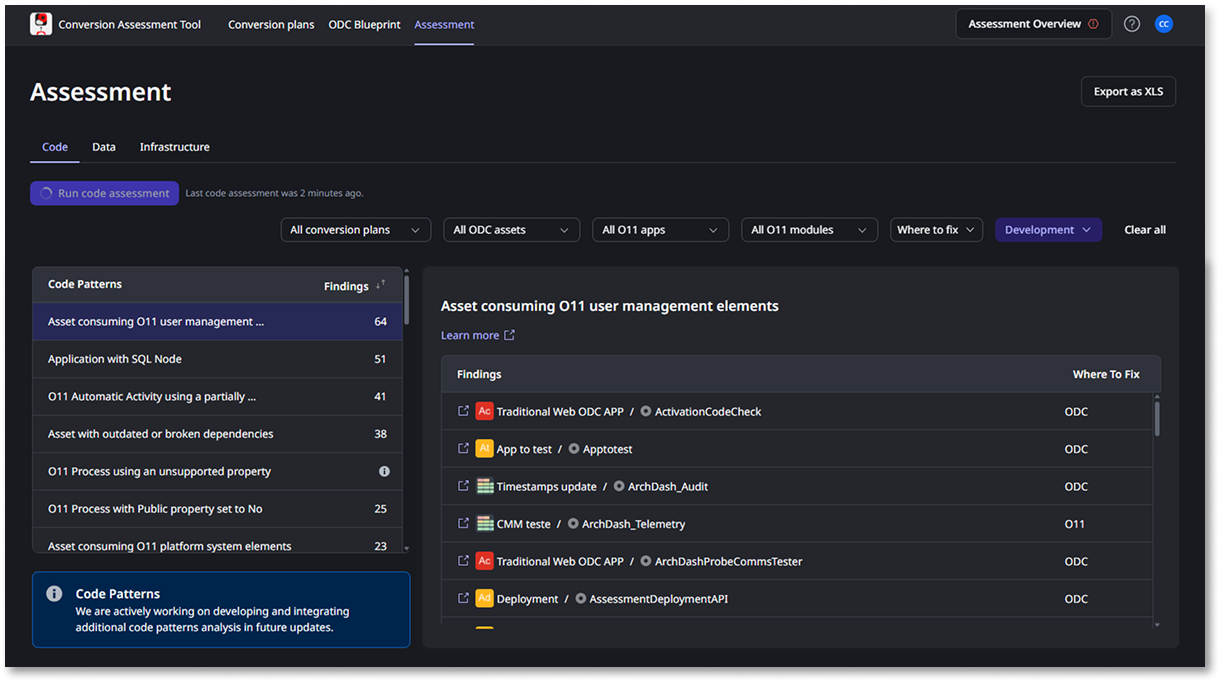 Conversion Assessment Tool Conversion plans ODC Blueprint Assessment Assessment Overview CC
Assessment
Export as XLS
Code Data Infrastructure
Run code assessment Last code assessment was 2 minutes ago.
All conversion plans All ODC assets All O11 apps All O11 modules Where to fix Development Clear all
Code Patterns Findings
Asset consuming O11 user management ... 64
Application with SQL Node 51
O11 Automatic Activity using a partially ... 41
Asset with outdated or broken dependencies 38
O11 Process using an unsupported property
O11 Process with Public property set to No 25
Asset consuming O11 platform system elements 23
Code Patterns
We are actively working on developing and integrating
additional code patterns analysis in future updates.
Asset consuming O11 user management elements
Learn more
Findings Where To Fix
Ac Traditional Web ODC APP / ActivationCodeCheck ODC
At App to test / Apptotest ODC
Timestamps update / ArchDash_Audit ODC
CMM teste / ArchDash_Telemetry O11
Ac Traditional Web ODC APP / ArchDashProbeCommsTester ODC
Ad Deployment / AssessmentDeploymentAPI ODC